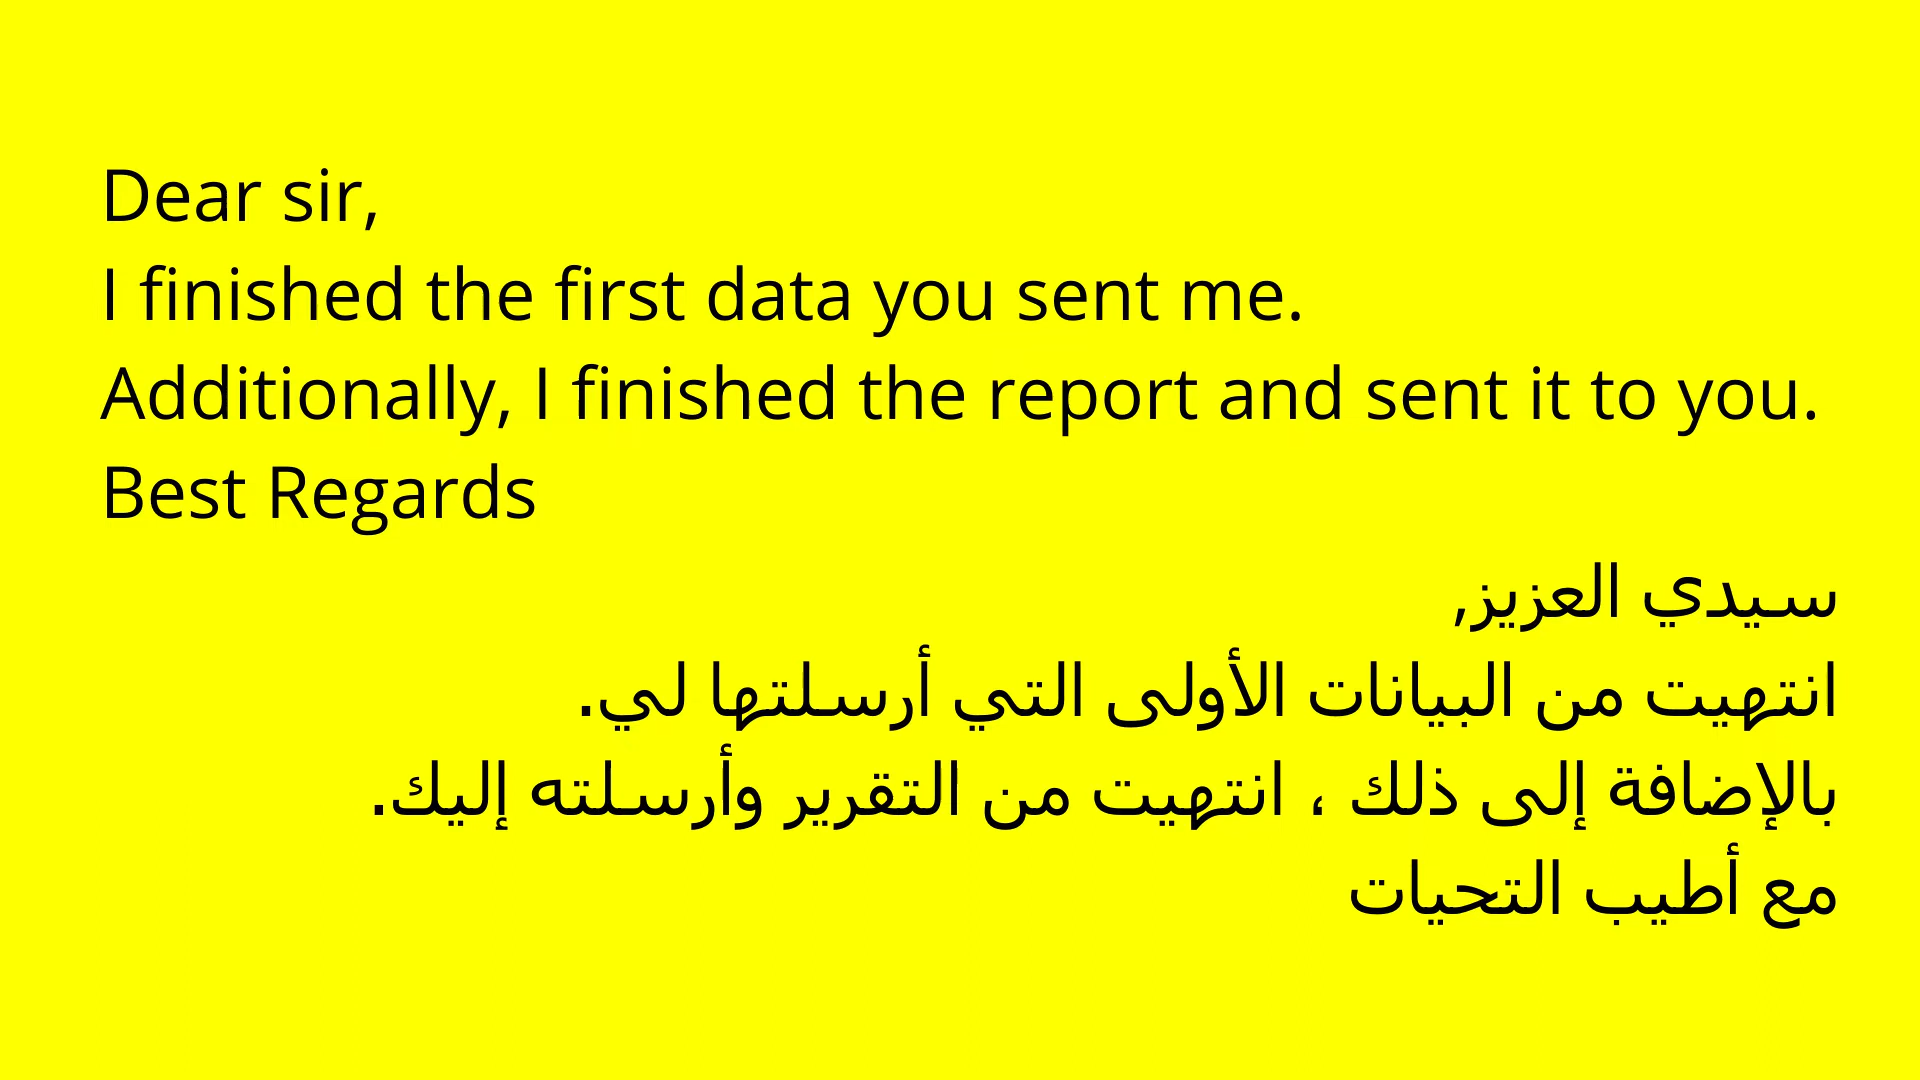 Dear sir,
I finished the first data you sent me.
Additionally, I finished the report and sent it to you.
Best Regards
سيدي العزيز,
انتهيت من البيانات الأولى التي أرسلتها لي.
بالإضافة إلى ذلك ، انتهيت من التقرير وأرسلته إليك.
مع أطيب التحيات